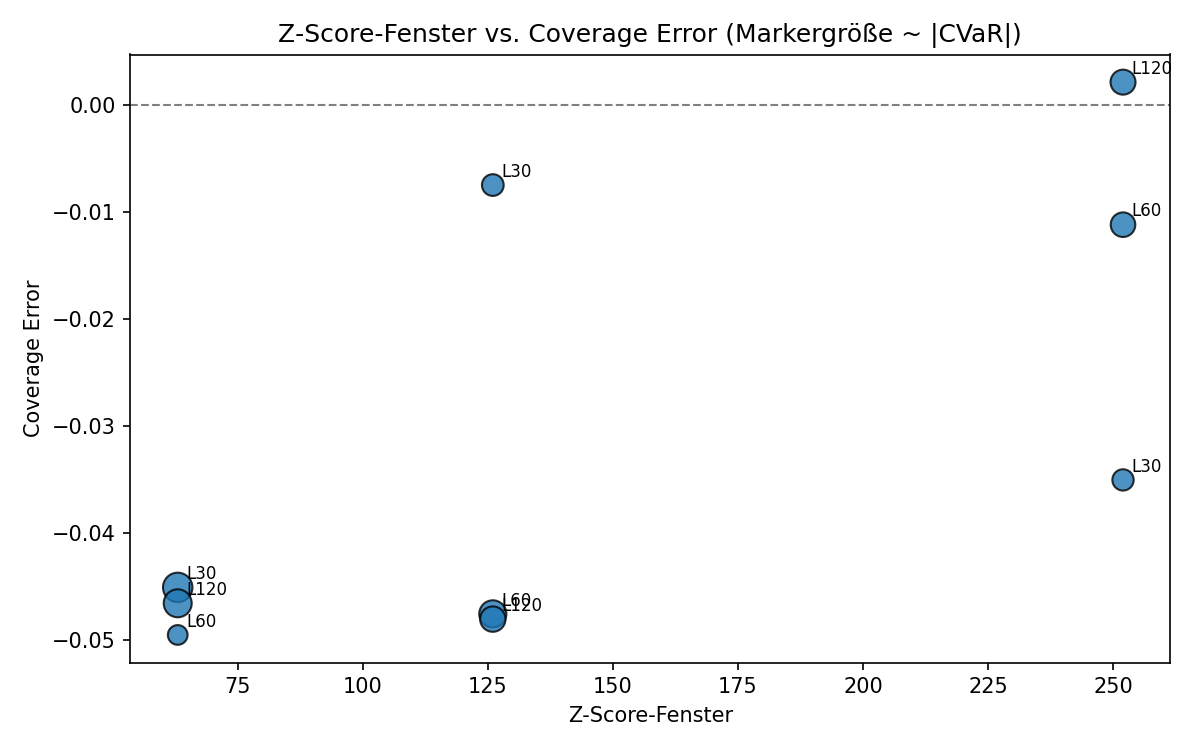 Z-Score-Fenster vs. Coverage Error (Markergröße ~ |CVaR|)
Coverage Error
0.00
−0.01
−0.02
−0.03
−0.04
−0.05
L120
L30
L60
L30
L30
L120
L60
L60
L120
75
100
125
150
175
200
225
250
Z-Score-Fenster